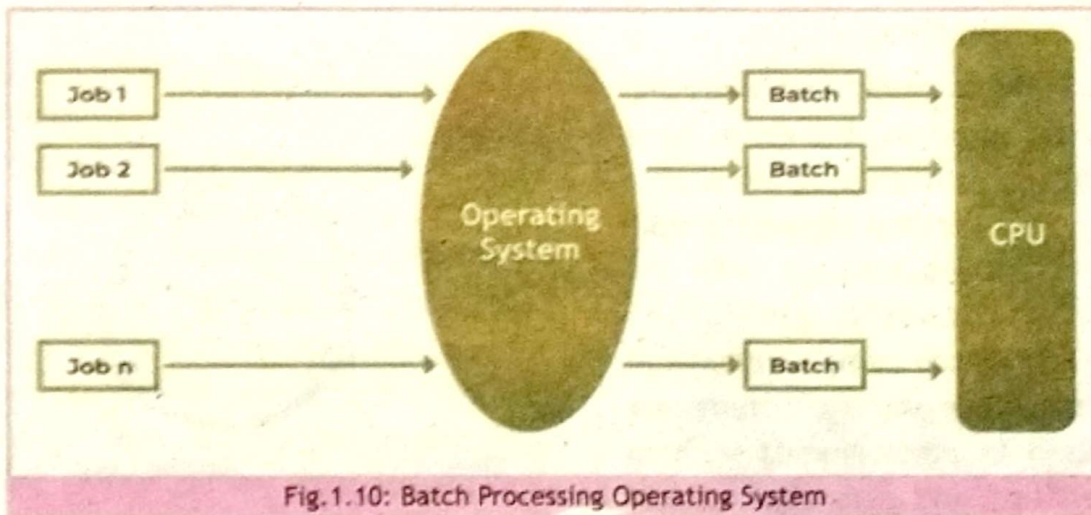 Job 1
Batch
Job 2
Batch
Operating
System
CPU
Job n
Batch
Fig.1.10: Batch Processing Operating System